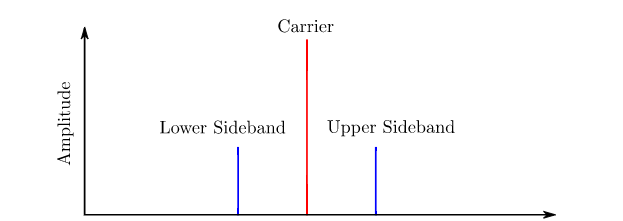 Carrier
Lower Sideband
Upper Sideband
Amplitude